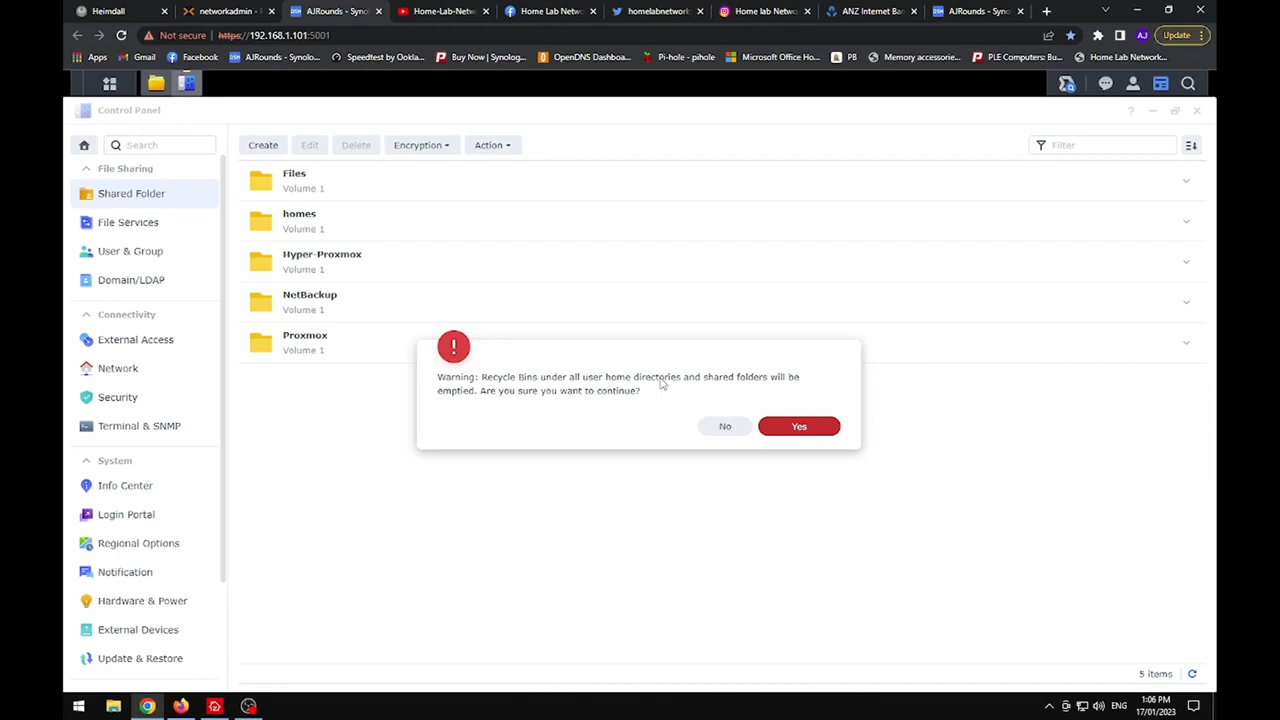 Heimdall
networkadmin - P
AJRounds - Synol
Home-Lab-Netwo
Home Lab Netwo
homelabnetwork
Home lab Networ
ANZ Internet Ban
AJRounds - Synol
Not secure
https://192.168.1.101:5001
AJ
Update
Apps
Gmail
Facebook
AJRounds - Synolo...
Speedtest by Ookla...
Buy Now | Synolog...
OpenDNS Dashboa...
Pi-hole - pihole
Microsoft Office Ho...
PB
Memory accessorie...
PLE Computers: Bu...
Home Lab Network...
Control Panel
Search
Create
Edit
Delete
Encryption
Action
Filter
File Sharing
Shared Folder
File Services
User & Group
Domain/LDAP
Connectivity
External Access
Network
Security
Terminal & SNMP
System
Info Center
Login Portal
Regional Options
Notification
Hardware & Power
External Devices
Update & Restore
Files
Volume 1
homes
Volume 1
Hyper-Proxmox
Volume 1
NetBackup
Volume 1
Proxmox
Volume 1
Warning: Recycle Bins under all user home directories and shared folders will be
emptied. Are you sure you want to continue?
No
Yes
5 items
ENG
1:06 PM
17/01/2023